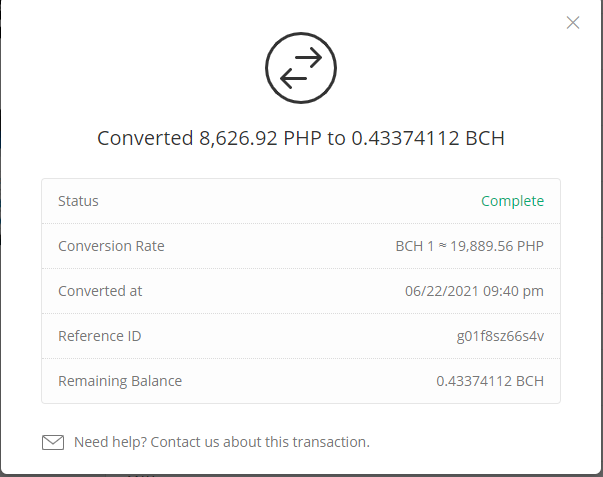 Converted 8,626.92 PHP to 0.43374112 BCH
Status Complete
Conversion Rate BCH 1 ≈ 19,889.56 PHP
Converted at 06/22/2021 09:40 pm
Reference ID g01f8sz66s4v
Remaining Balance 0.43374112 BCH
Need help? Contact us about this transaction.